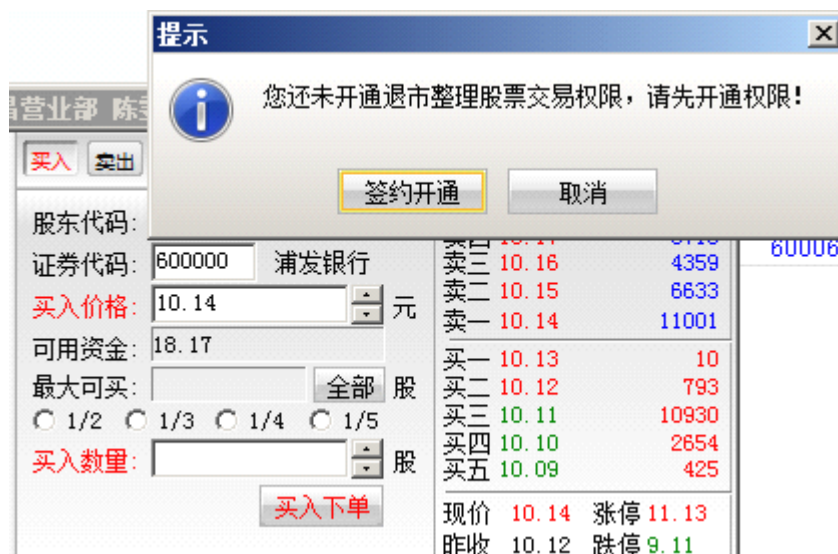 提示
您还未开通退市整理股票交易权限，请先开通权限！
签约开通 取消
营业部 陈
买入 卖出
股东代码:
证券代码: 600000 浦发银行
买入价格: 10.14 元
可用资金: 18.17
最大可买: 全部 股
1/2 1/3 1/4 1/5
买入数量: 股
买入下单
卖三 10.16 4359
卖二 10.15 6633
卖一 10.14 11001
买一 10.13 10
买二 10.12 793
买三 10.11 10930
买四 10.10 2654
买五 10.09 425
现价 10.14 涨停 11.13
昨收 10.12 跌停 9.11
60006